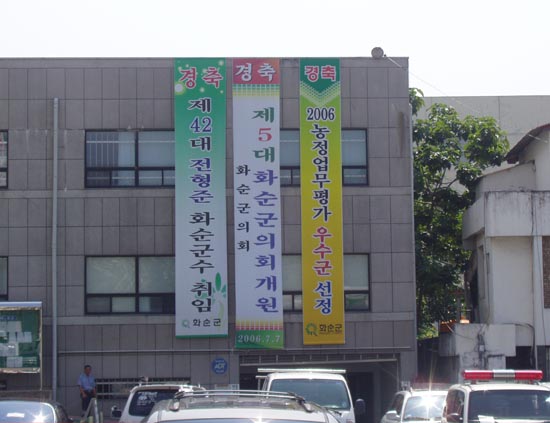 경축
제42대 전형준 화순군수 취임
화순군
경축
제5대 화순군의회 개원
화순군의회
2006.7.7
경축
2006 농정업무평가 우수군 선정
화순군